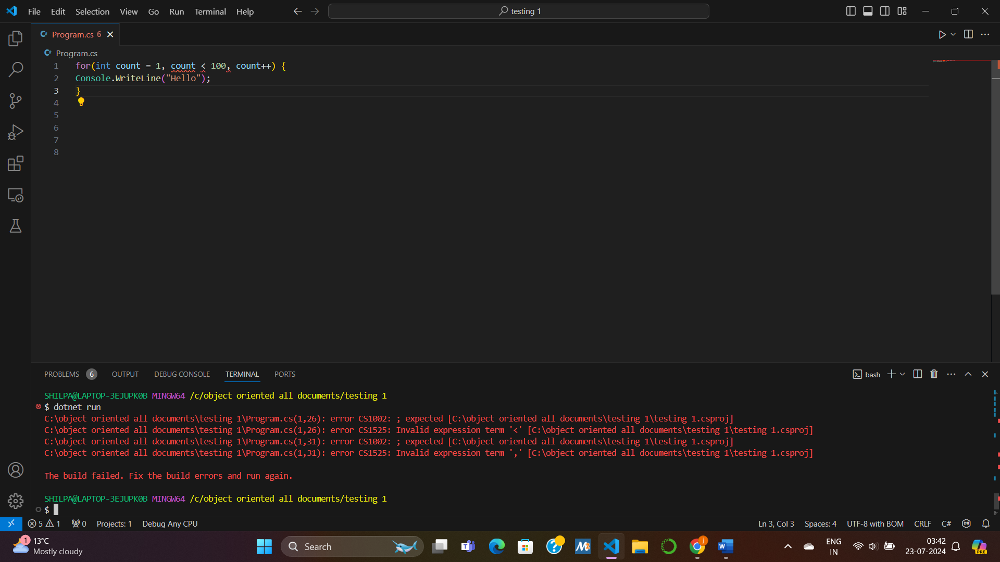 File Edit Selection View Go Run Terminal Help
testing 1
C# Program.cs 6
C# Program.cs
1 for(int count = 1, count < 100, count++) {
2 Console.WriteLine("Hello");
3 }
4
5
6
7
8
PROBLEMS 6 OUTPUT DEBUG CONSOLE TERMINAL PORTS
bash
SHILPA@LAPTOP-3EJUPK0B MINGW64 /c/object oriented all documents/testing 1
$ dotnet run
C:\object oriented all documents\testing 1\Program.cs(1,26): error CS1002: ; expected [C:\object oriented all documents\testing 1\testing 1.csproj]
C:\object oriented all documents\testing 1\Program.cs(1,26): error CS1525: Invalid expression term '<' [C:\object oriented all documents\testing 1\testing 1.csproj]
C:\object oriented all documents\testing 1\Program.cs(1,31): error CS1002: ; expected [C:\object oriented all documents\testing 1\testing 1.csproj]
C:\object oriented all documents\testing 1\Program.cs(1,31): error CS1525: Invalid expression term ',' [C:\object oriented all documents\testing 1\testing 1.csproj]
The build failed. Fix the build errors and run again.
SHILPA@LAPTOP-3EJUPK0B MINGW64 /c/object oriented all documents/testing 1
$
5 1 0 Projects: 1 Debug Any CPU
Ln 3, Col 3 Spaces: 4 UTF-8 with BOM CRLF C#
1 13°C
Mostly cloudy
Search
ENG
IN
03:42
23-07-2024
PRE